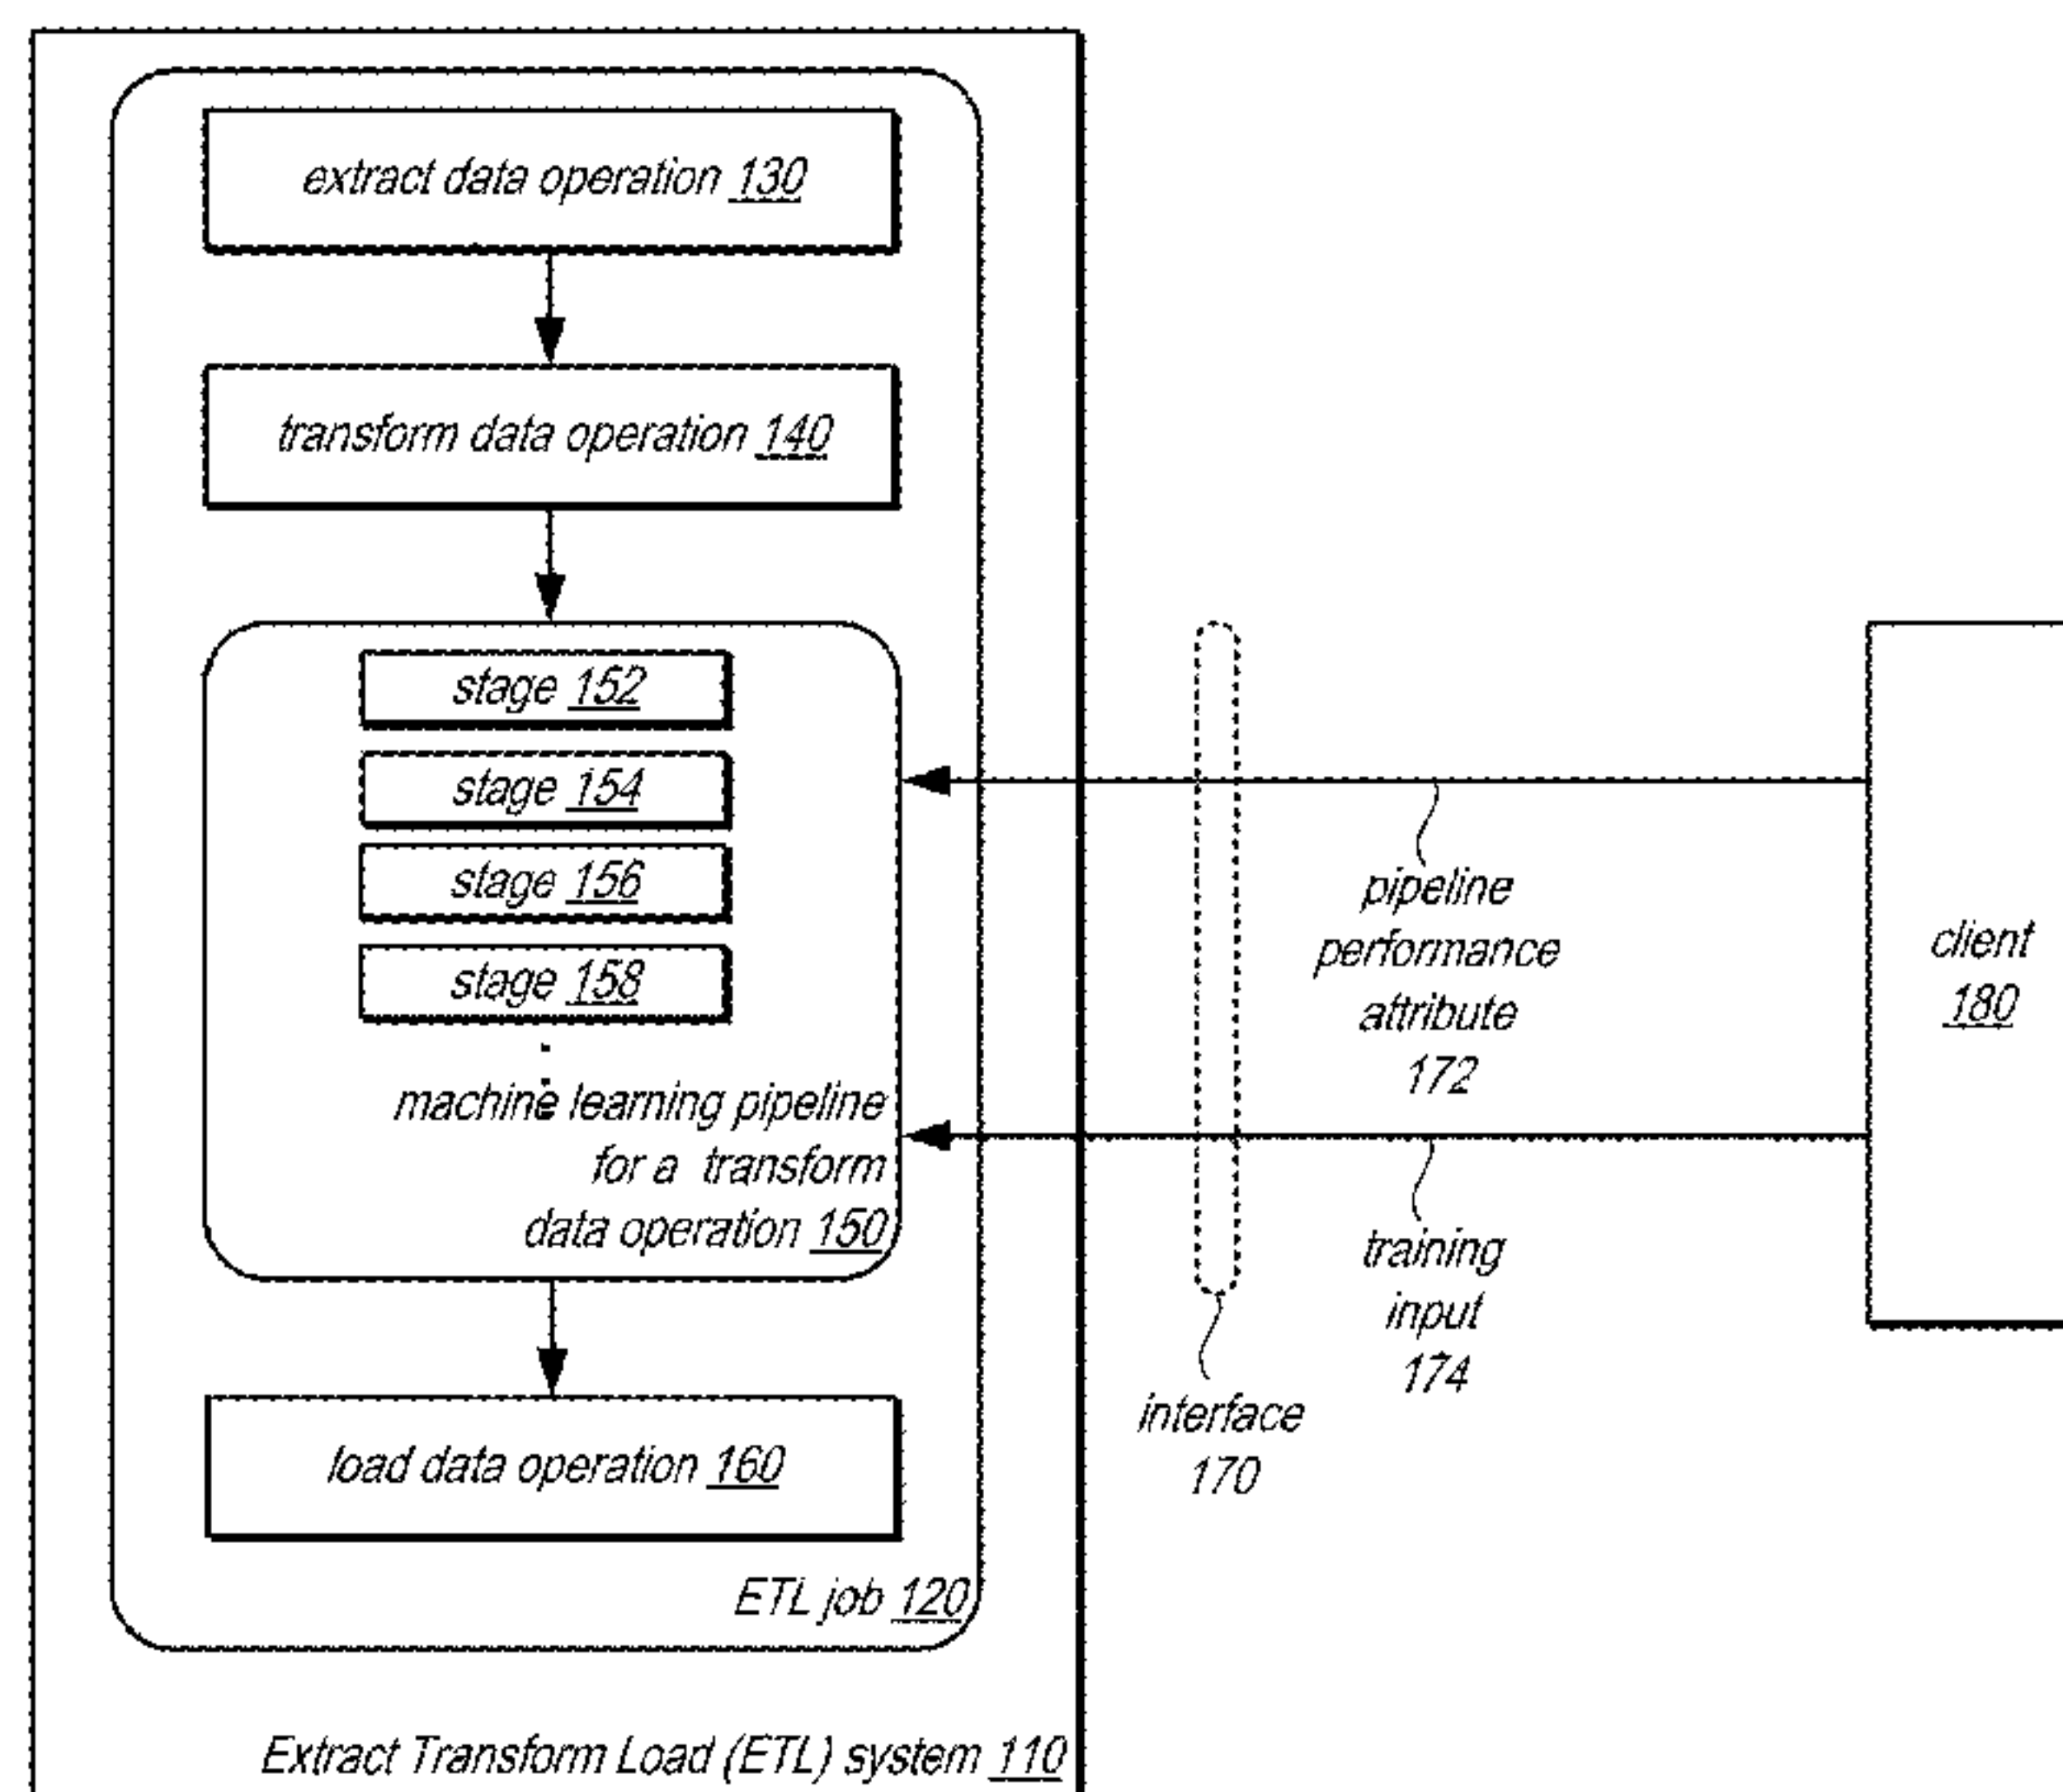 extract data operation 130
transform data operation 140
stage 152
stage 154
stage 156
stage 158
machine learning pipeline
for a transform
data operation 150
load data operation 160
ETL job 120
Extract Transform Load (ETL) system 110
pipeline
performance
attribute
172
training
input
174
interface
170
client
180